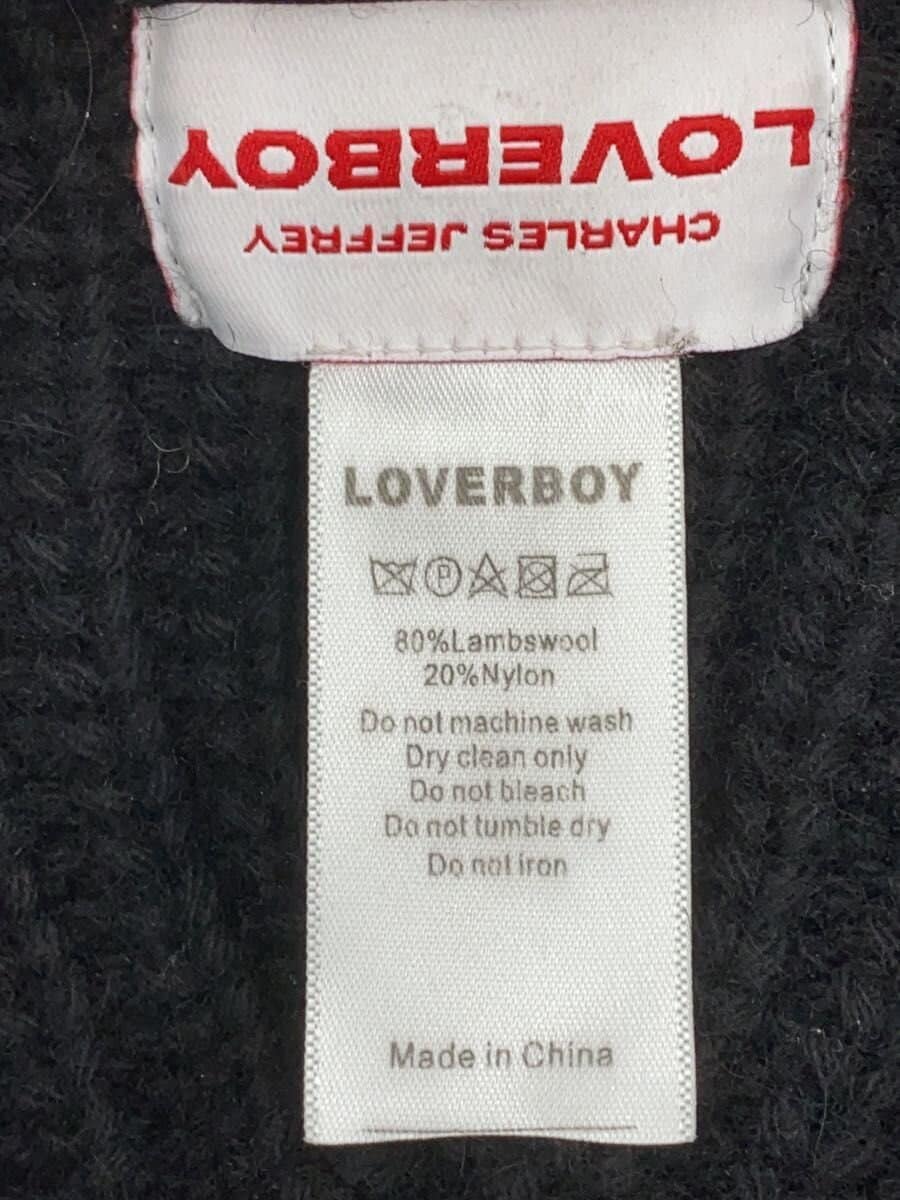 LOVERBOY
CHARLES JEFFREY
LOVERBOY
P
80%Lambswool
20%Nylon
Do not machine wash
Dry clean only
Do not bleach
Do not tumble dry
Do not iron
Made in China